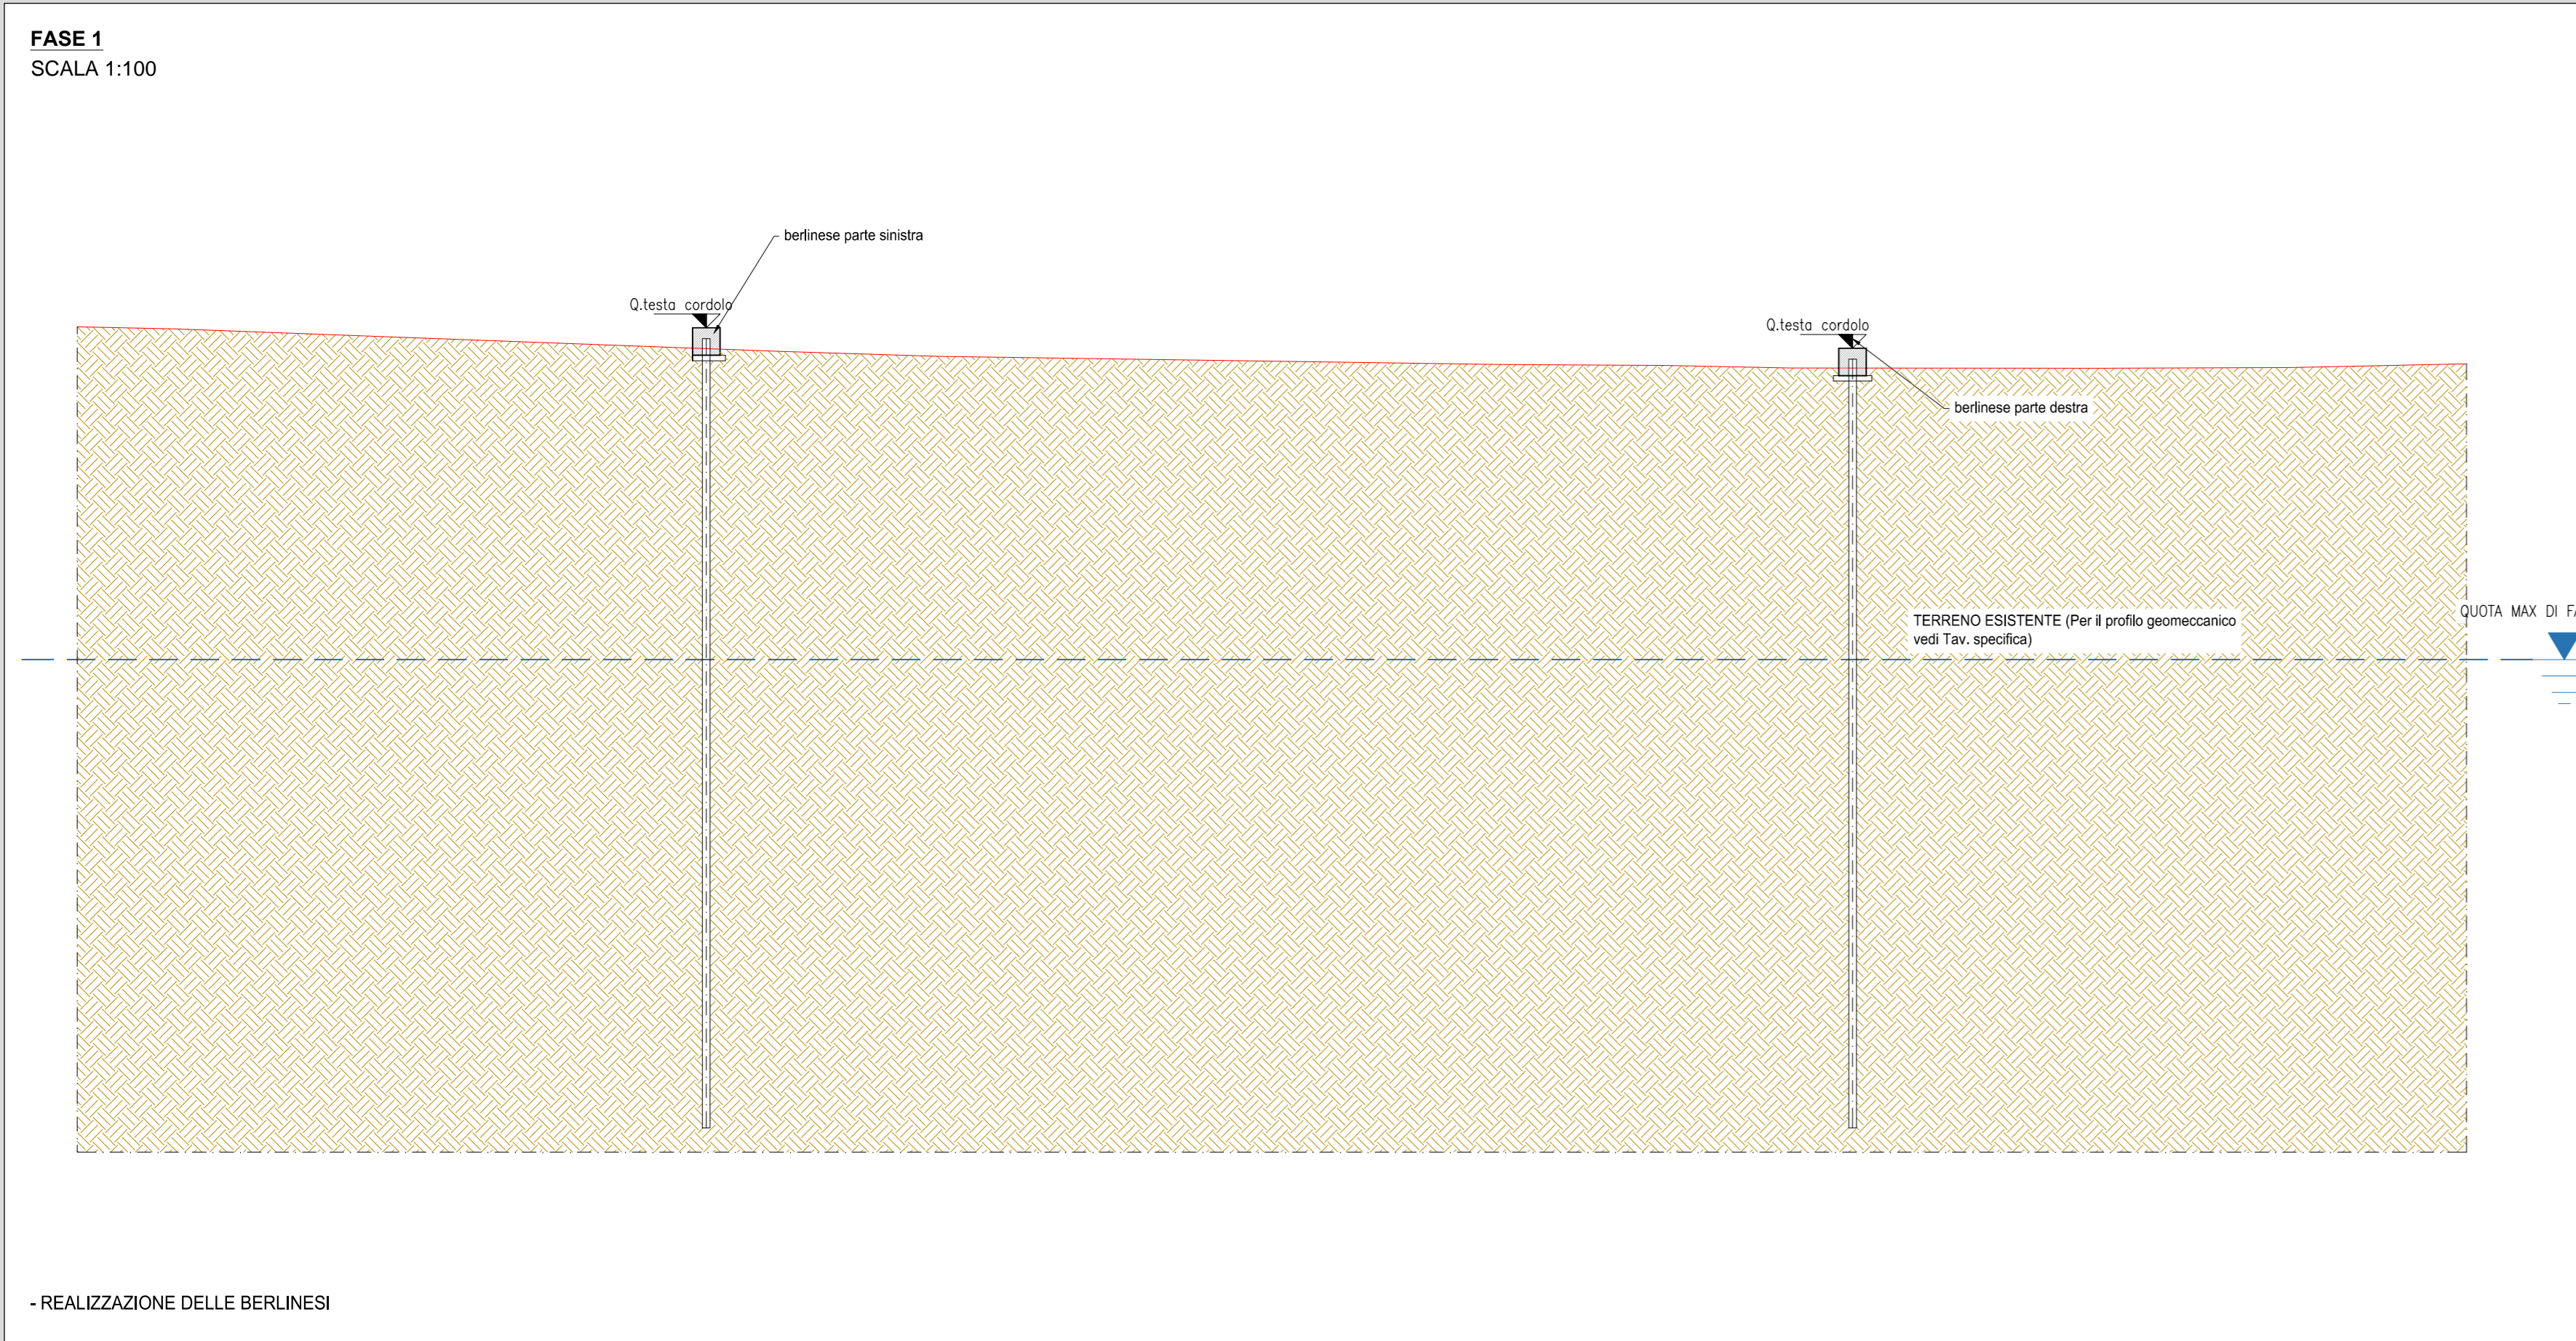 FASE 1
SCALA 1:100
berlinese parte sinistra
Q.testa cordolo
Q.testa cordolo
berlinese parte destra
QUOTA MAX DI
TERRENO ESISTENTE (Per il profilo geomeccanico
vedi Tav. specifica)
- REALIZZAZIONE DELLE BERLINESI